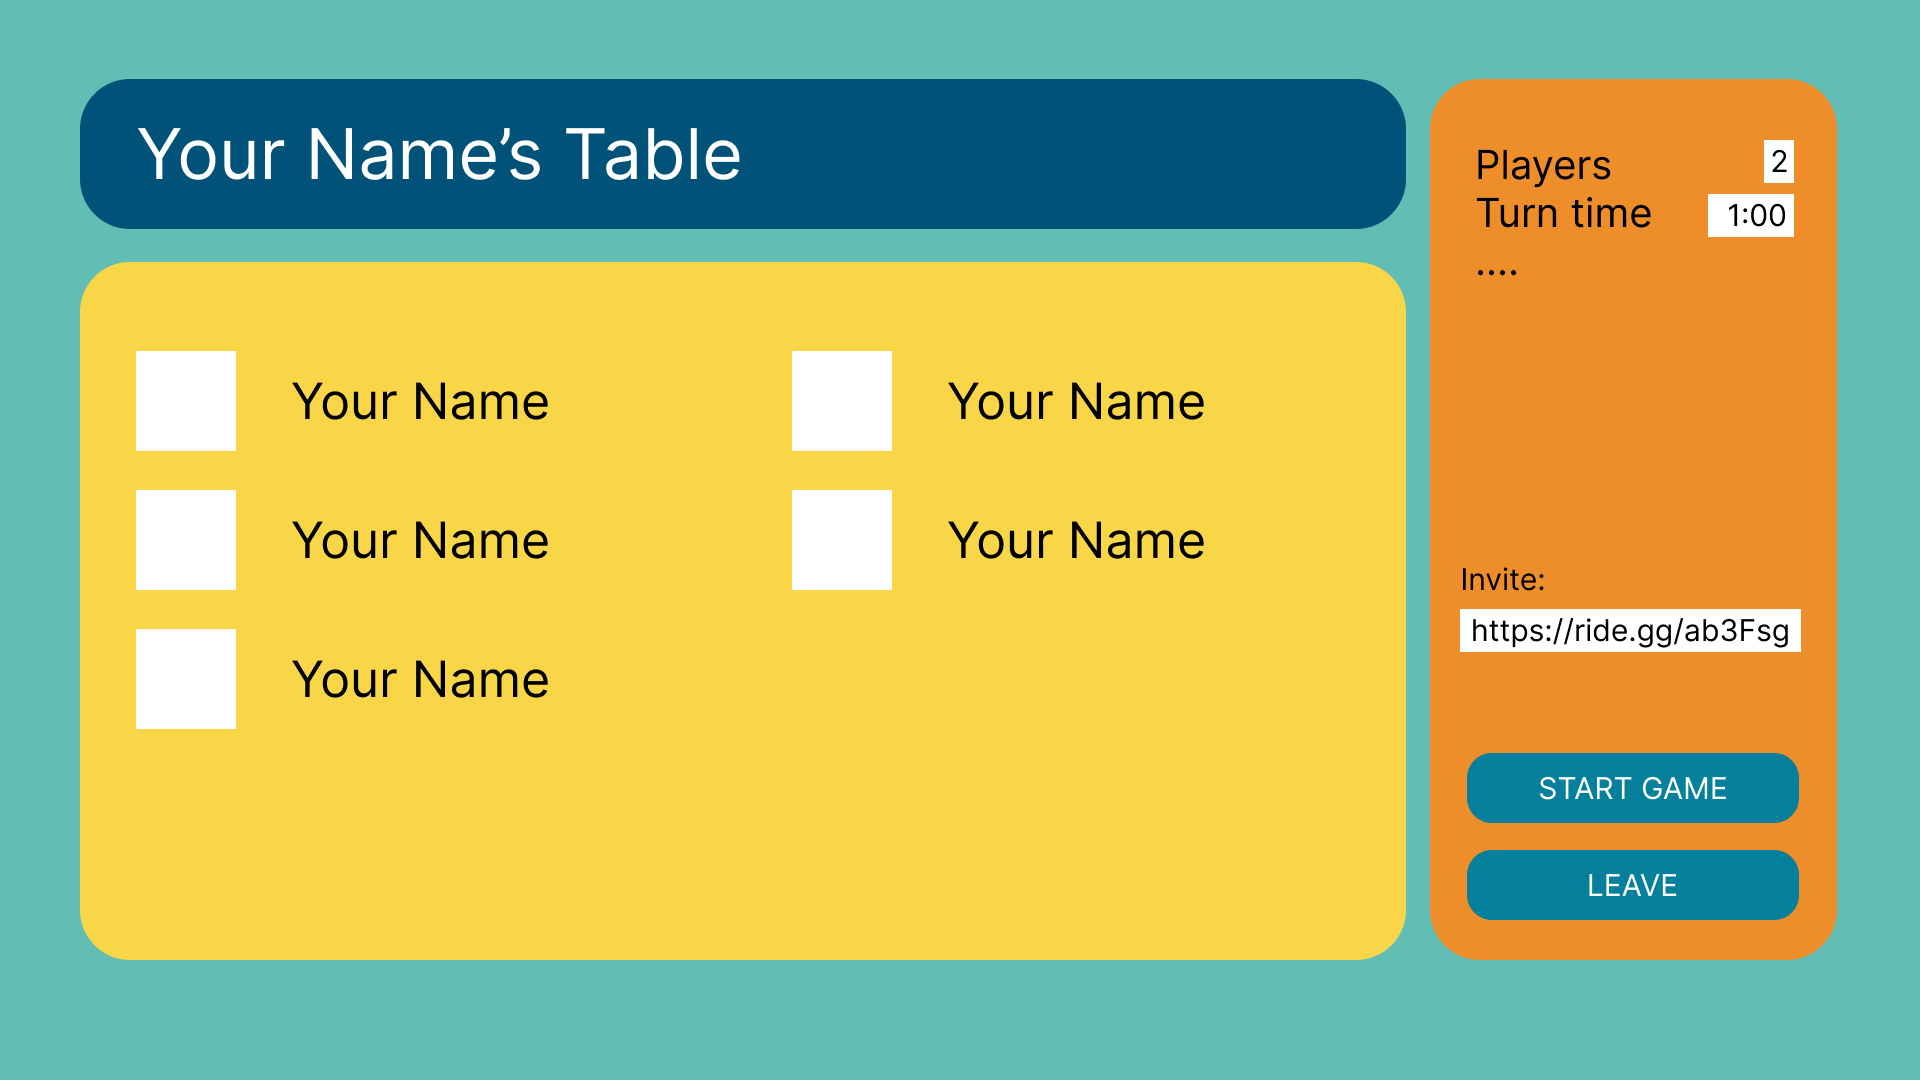 Your Name’s Table
Your Name
Your Name
Your Name
Your Name
Your Name
Players 2
Turn time 1:00
....
Invite:
https://ride.gg/ab3Fsg
START GAME
LEAVE